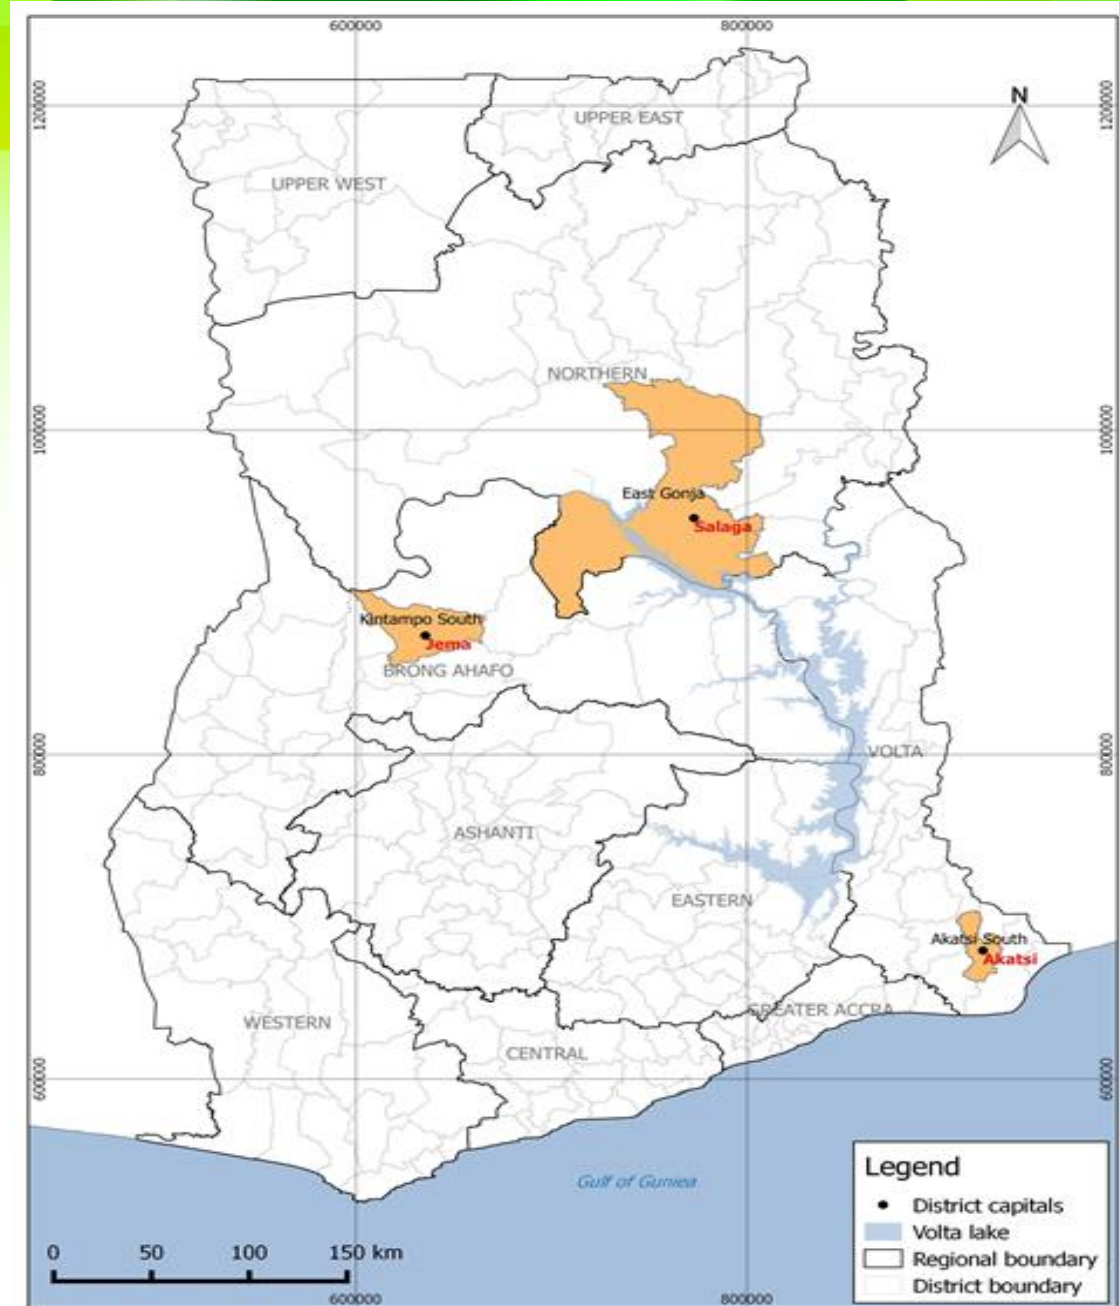 600000 800000
1200000 1200000
N
UPPER EAST
UPPER WEST
NORTHERN
1000000 1000000
East Gonja
Salaga
Kintampo South
Jema
BRONG AHAFO
800000 800000
VOLTA
ASHANTI
EASTERN
Akatsi South
Akatsi
GREATER ACCRA
WESTERN
CENTRAL
600000 600000
Gulf of Guniea
Legend
District capitals
Volta lake
Regional boundary
District boundary
0 50 100 150 km
600000 800000